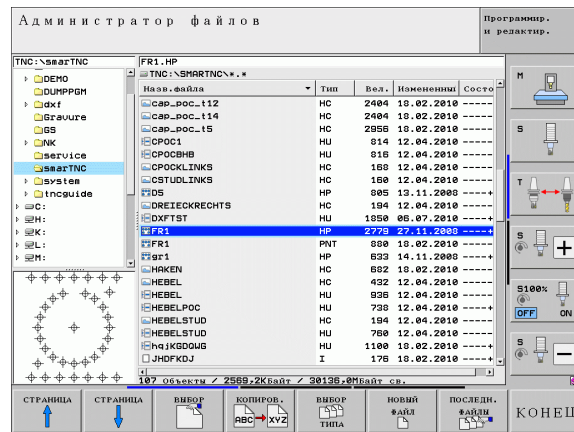 Администратор файлов
Программир.
и редактир.
TNC:\smarTNC
FR1.HP
DEMO
DUMPPGM
dxf
Gravure
GS
NK
service
smarTNC
system
tncguide
C:
H:
K:
L:
M:
TNC:\SMARTNC\*.*
Назв.файла Тип Вел. Измененны Состо
cap_poc_t12 HC 2404 18.02.2010 -----
cap_poc_t14 HC 2404 18.02.2010 -----
cap_poc_t5 HC 2956 18.02.2010 -----
CPOC1 HU 814 12.04.2010 -----
CPOCBHB HU 816 12.04.2010 -----
CPOCKLINKS HC 168 12.04.2010 -----
CSTUDLINKS HC 160 12.04.2010 -----
D5 HP 805 13.11.2008 ----+
DREIECKRECHTS HC 194 12.04.2010 -----
DXFTST HU 1850 06.07.2010 ----+
FR1 HP 2779 27.11.2008 ----+
FR1 PNT 880 18.02.2010 -----
gr1 HP 633 14.11.2008 ----+
HAKEN HC 682 18.02.2010 -----
HEBEL HC 432 12.04.2010 -----
HEBEL HU 936 12.04.2010 -----
HEBELPOC HU 738 12.04.2010 ----+
HEBELSTUD HC 194 12.04.2010 -----
HEBELSTUD HU 760 12.04.2010 -----
hqjKGDQWG HU 1100 18.02.2010 ----+
JHDFKDJ I 176 18.02.2010 ----+
107 Объекты / 2569,2КБайт / 30136,0МБайт св.
M
S
T
S
S100%
OFF ON
S
СТРАНИЦА
СТРАНИЦА
ВЫБОР
КОПИРОВ.
ABC XYZ
ВЫБОР
ТИПА
НОВЫЙ
ФАЙЛ
ПОСЛЕДН.
ФАЙЛЫ
КОНЕЦ